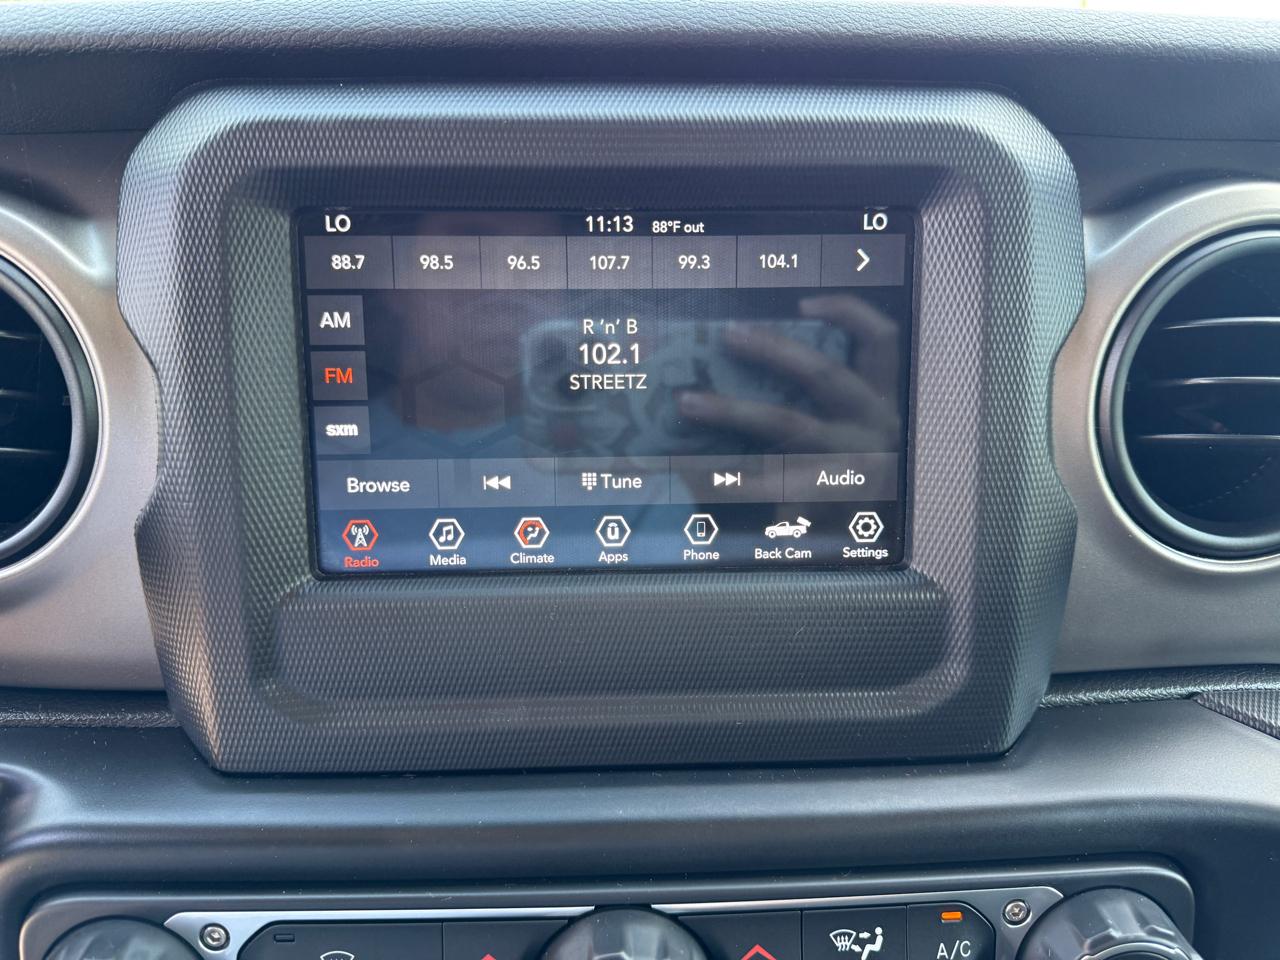 LO 11:13 88°F out LO
88.7 98.5 96.5 107.7 99.3 104.1
AM
R 'n' B
102.1
FM
STREETZ
sxm
Browse Tune Audio
Radio Media Climate Apps Phone Back Cam Settings
A/C